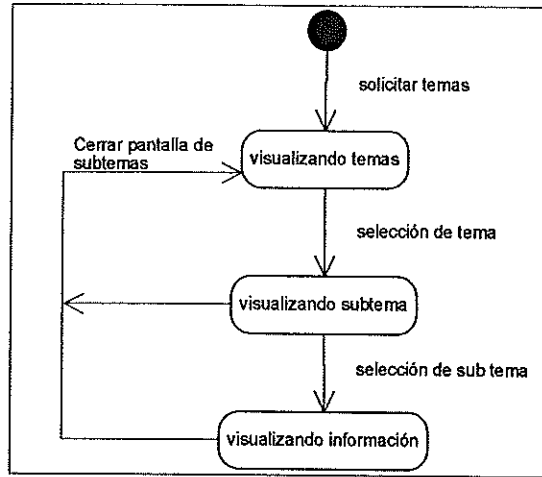 solicitar temas
Cerrar pantalla de
subtemas
visualizando temas
selección de tema
visualizando subtema
selección de sub tema
visualizando información